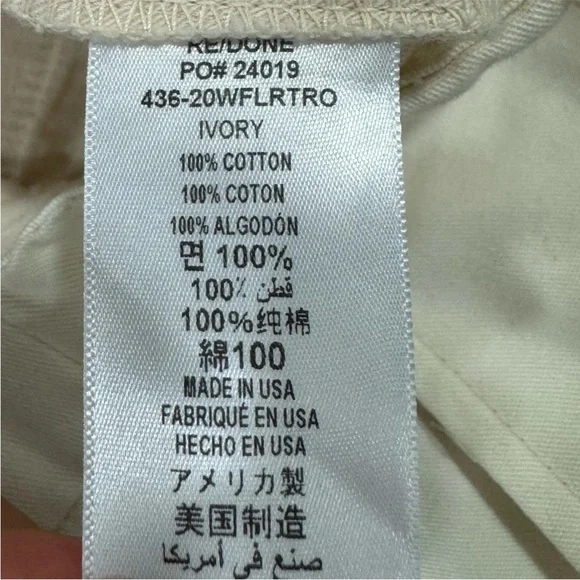 RE/DONE
PO# 24019
436-20WFLRTRO
IVORY
100% COTTON
100% COTON
100% ALGODÓN
면 100%
قطن ٪100
100%纯棉
綿100
MADE IN USA
FABRIQUÉ EN USA
HECHO EN USA
アメリカ製
美国制造
صنع في أمريكا